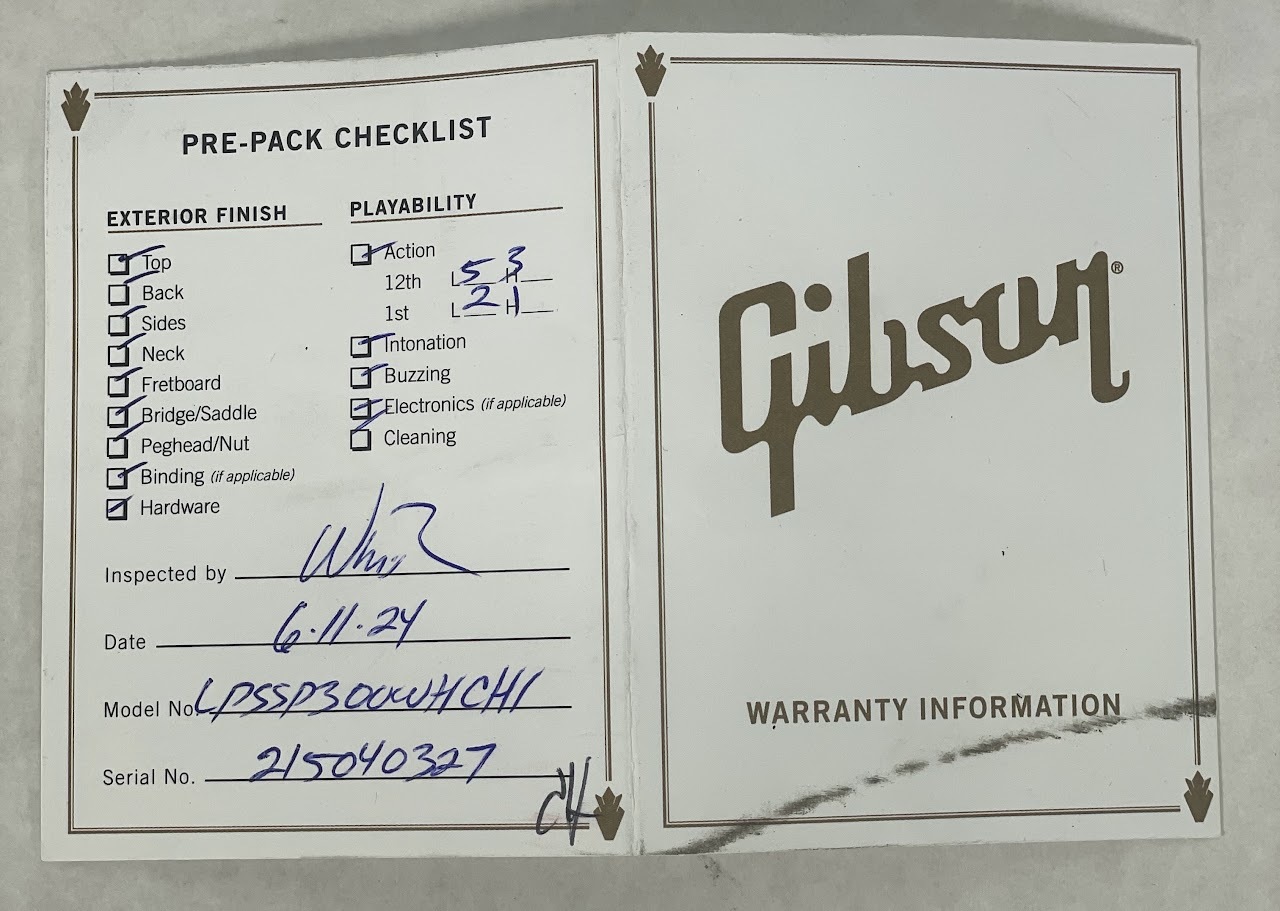 PRE-PACK CHECKLIST
EXTERIOR FINISH
Top
Back
Sides
Neck
Fretboard
Bridge/Saddle
Peghead/Nut
Binding (if applicable)
Hardware
PLAYABILITY
Action
12th L 5 H 3
1st L 2 H 1
Intonation
Buzzing
Electronics (if applicable)
Cleaning
Inspected by
Date 6·11·24
Model No LPSSP300WHCH1
Serial No. 215040327
Gibson®
WARRANTY INFORMATION